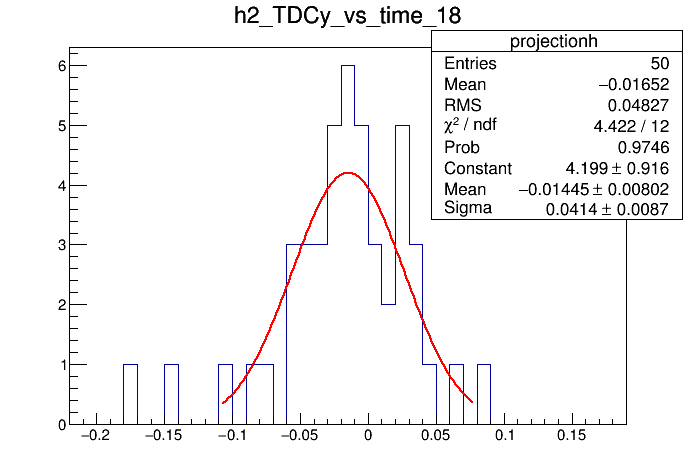 h2_TDCy_vs_time_18
projectionh
Entries 50
Mean −0.01652
RMS 0.04827
χ² / ndf 4.422 / 12
Prob 0.9746
Constant 4.199 ± 0.916
Mean −0.01445 ± 0.00802
Sigma 0.0414 ± 0.0087
6
5
4
3
2
1
0
−0.2 −0.15 −0.1 −0.05 0 0.05 0.1 0.15